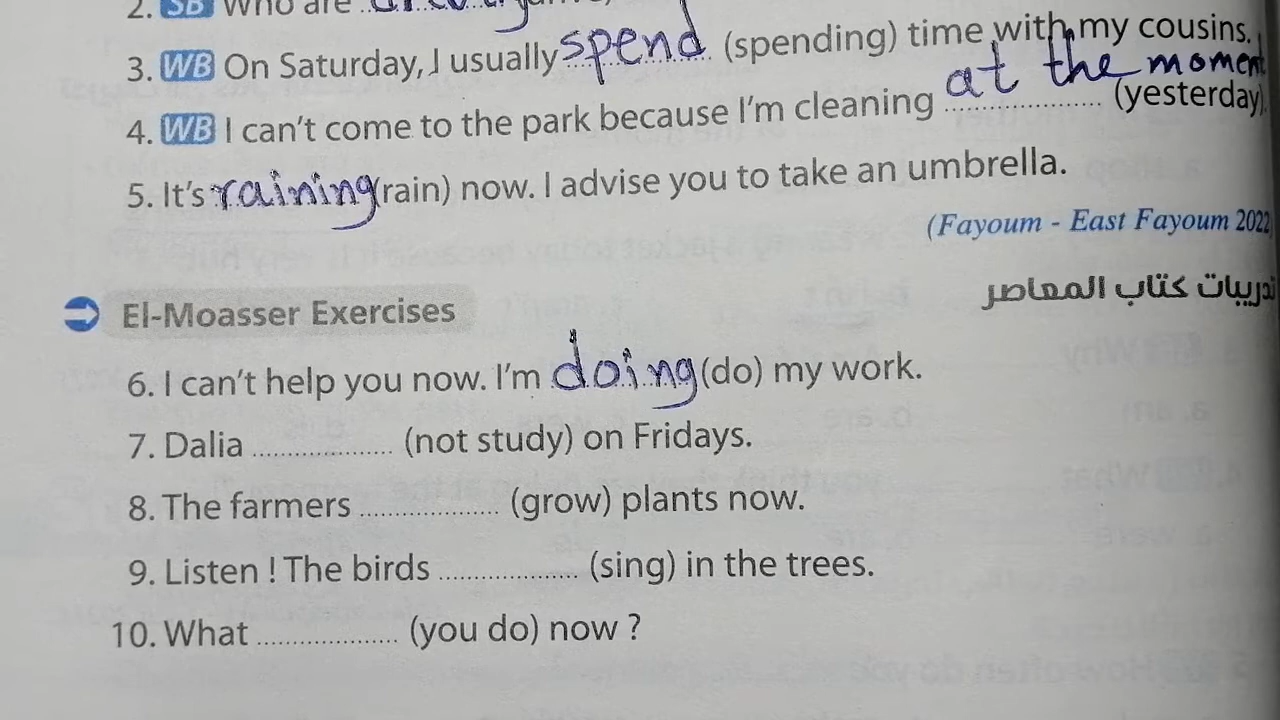 2. SB Who are
3. WB On Saturday, I usually spend (spending) time with my cousins.
at the moment
4. WB I can't come to the park because I'm cleaning .................... (yesterday).
5. It's raining (rain) now. I advise you to take an umbrella.
(Fayoum - East Fayoum 2022
تدريبات كتاب المعاصر
El-Moasser Exercises
6. I can't help you now. I'm doing (do) my work.
7. Dalia .................... (not study) on Fridays.
8. The farmers .................... (grow) plants now.
9. Listen ! The birds .................... (sing) in the trees.
10. What .................... (you do) now ?